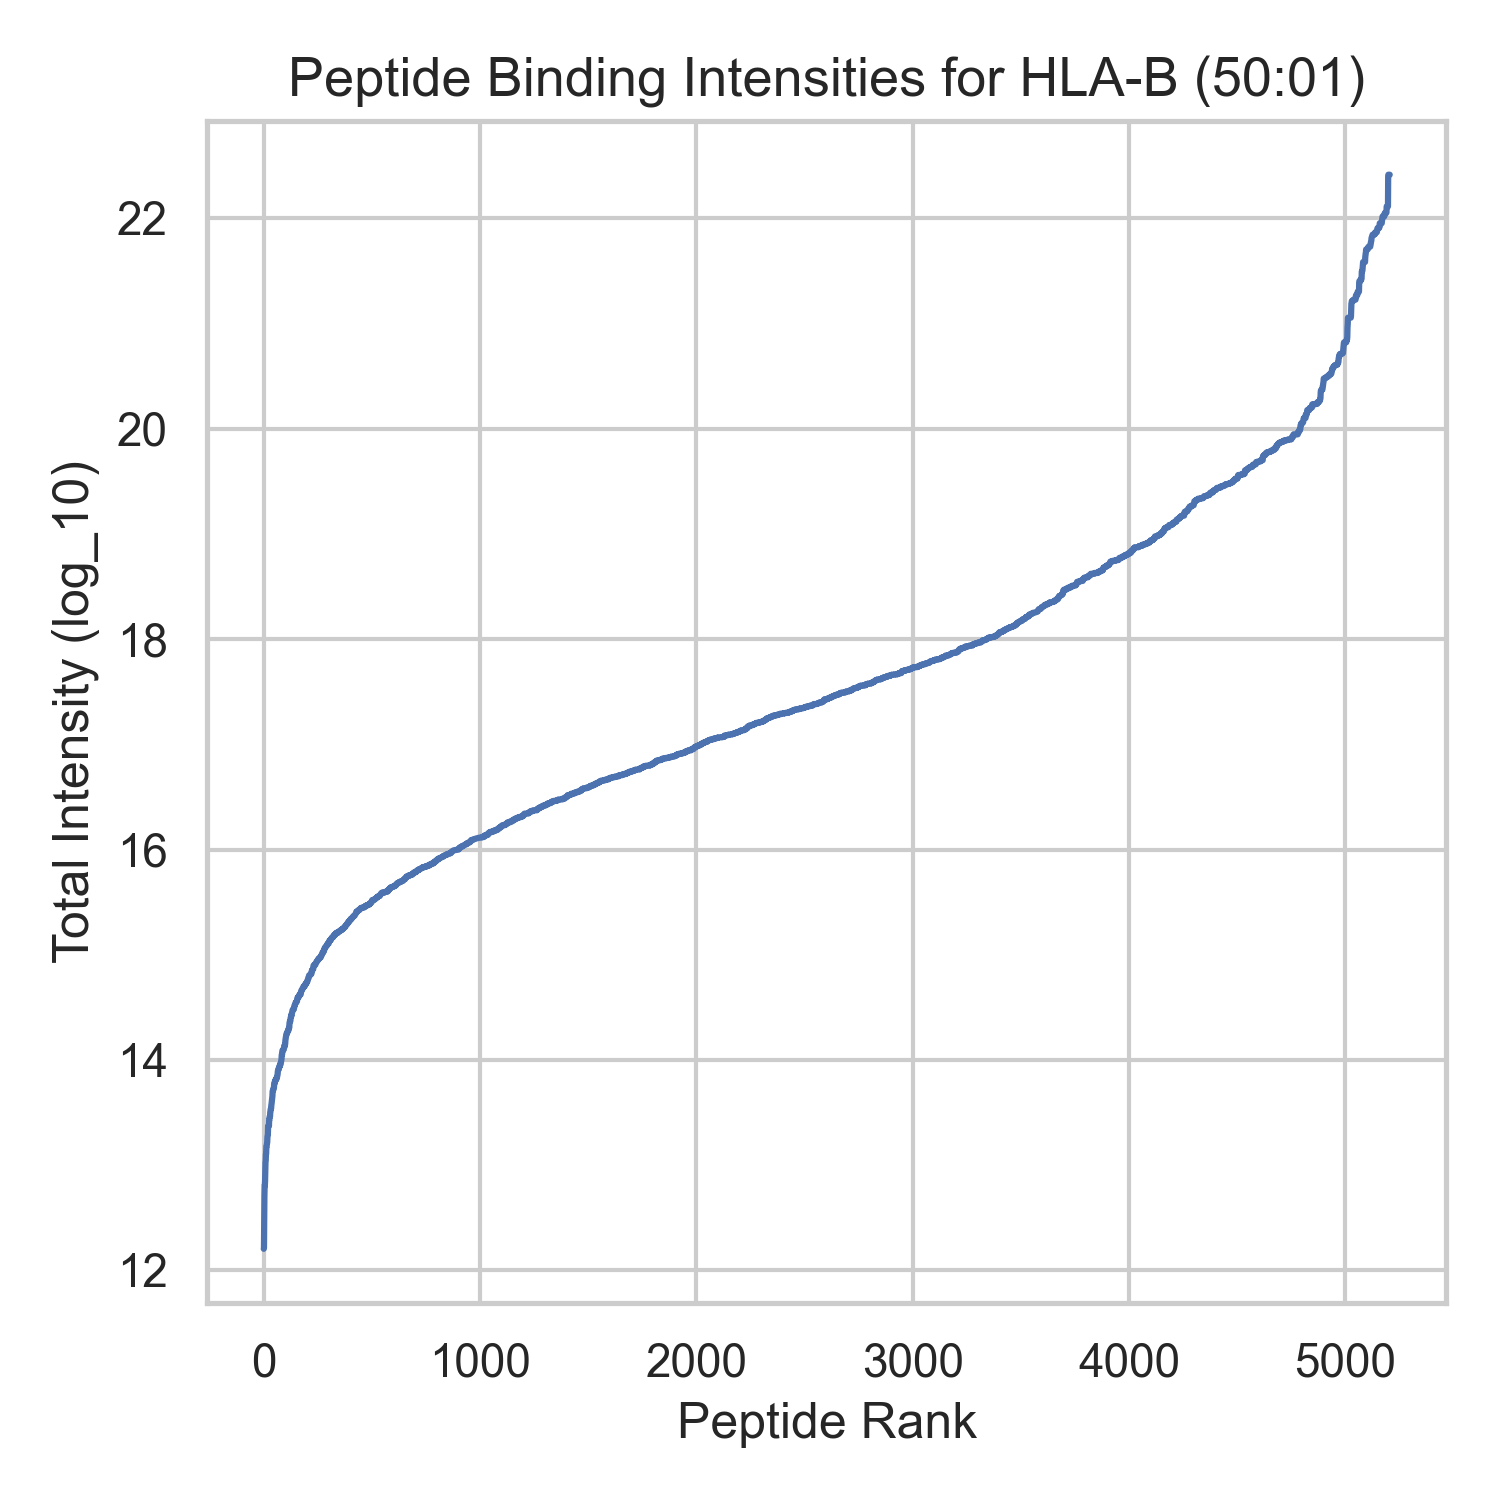 Peptide Binding Intensities for HLA-B (50:01)
22
20
18
16
14
12
Total Intensity (log_10)
0 1000 2000 3000 4000 5000
Peptide Rank